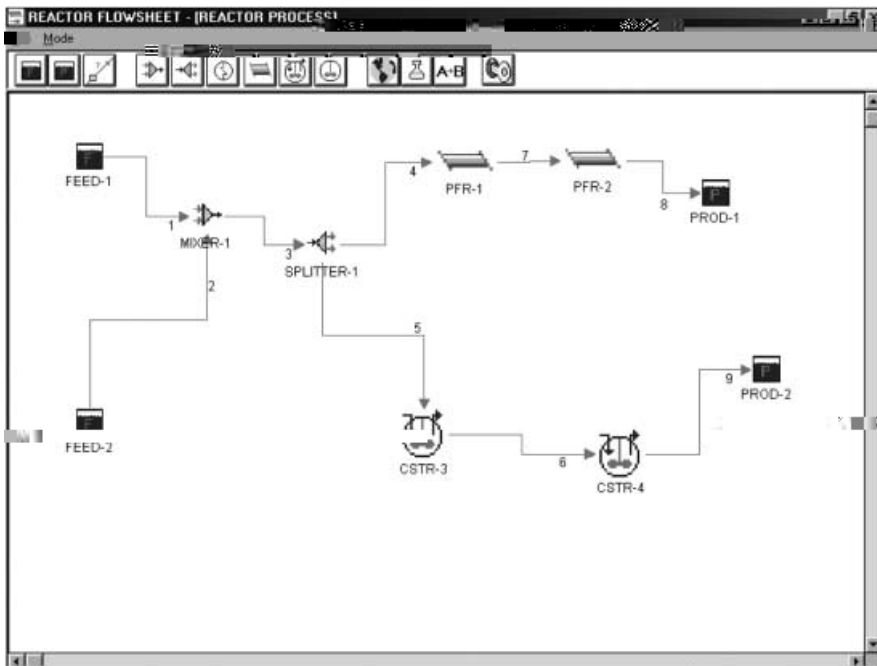 REACTOR FLOWSHEET - [REACTOR PROCESS]
Mode
A+B
F
FEED-1
1
MIXER-1
2
3
SPLITTER-1
4
PFR-1
7
PFR-2
8
P
PROD-1
5
F
FEED-2
CSTR-3
6
CSTR-4
9
P
PROD-2